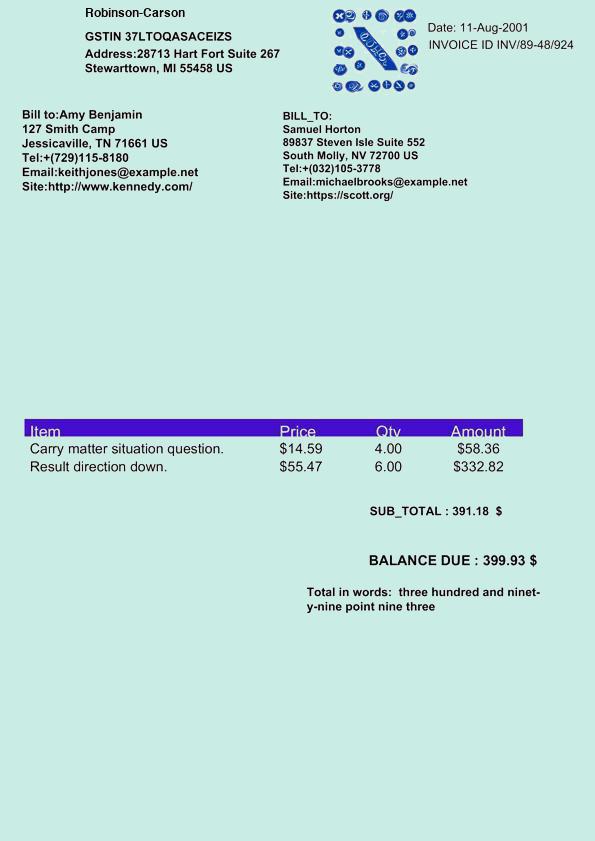 Robinson-Carson
GSTIN 37LTOQASACEIZS
Address:28713 Hart Fort Suite 267
Stewarttown, MI 55458 US
Date: 11-Aug-2001
INVOICE ID INV/89-48/924
Bill to:Amy Benjamin
127 Smith Camp
Jessicaville, TN 71661 US
Tel:+(729)115-8180
Email:keithjones@example.net
Site:http://www.kennedy.com/
BILL_TO:
Samuel Horton
89837 Steven Isle Suite 552
South Molly, NV 72700 US
Tel:+(032)105-3778
Email:michaelbrooks@example.net
Site:https://scott.org/
Item Price Qty Amount
Carry matter situation question. $14.59 4.00 $58.36
Result direction down. $55.47 6.00 $332.82
SUB_TOTAL : 391.18 $
BALANCE DUE : 399.93 $
Total in words: three hundred and ninet-
y-nine point nine three